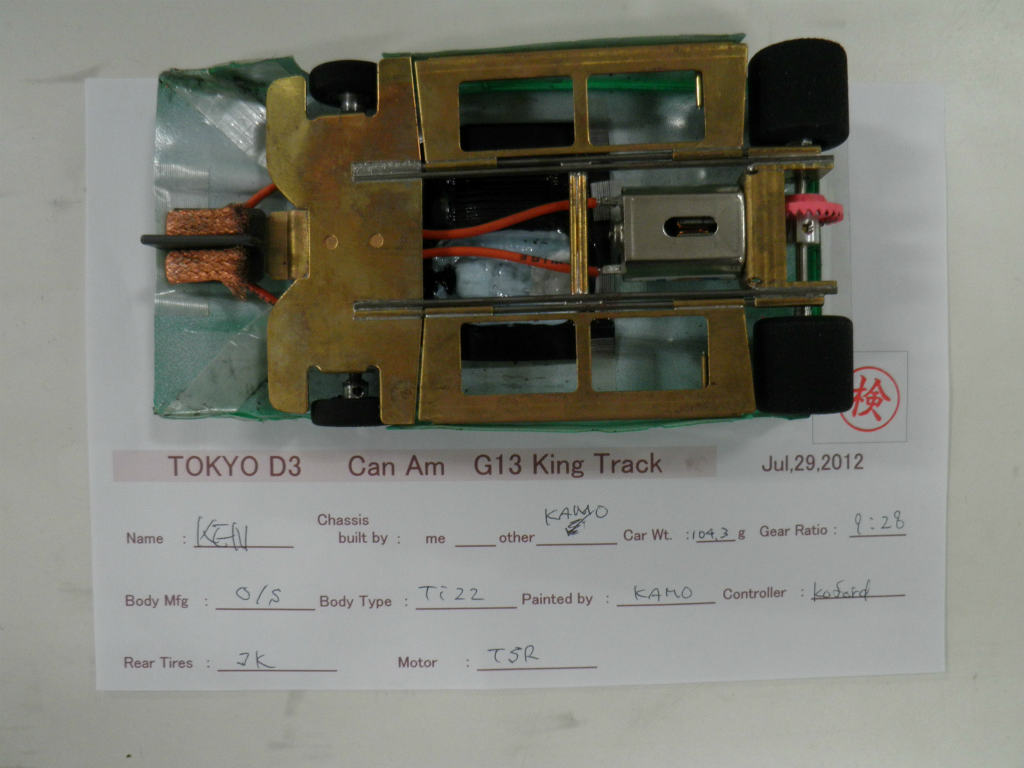 検
TOKYO D3 Can Am G13 King Track Jul,29,2012
Name : KEN Chassis built by : me other KAMO Car Wt. :104.3 g Gear Ratio : 9:28
Body Mfg : O/S Body Type : Ti22 Painted by : KAMO Controller : koford
Rear Tires : JK Motor : TSR